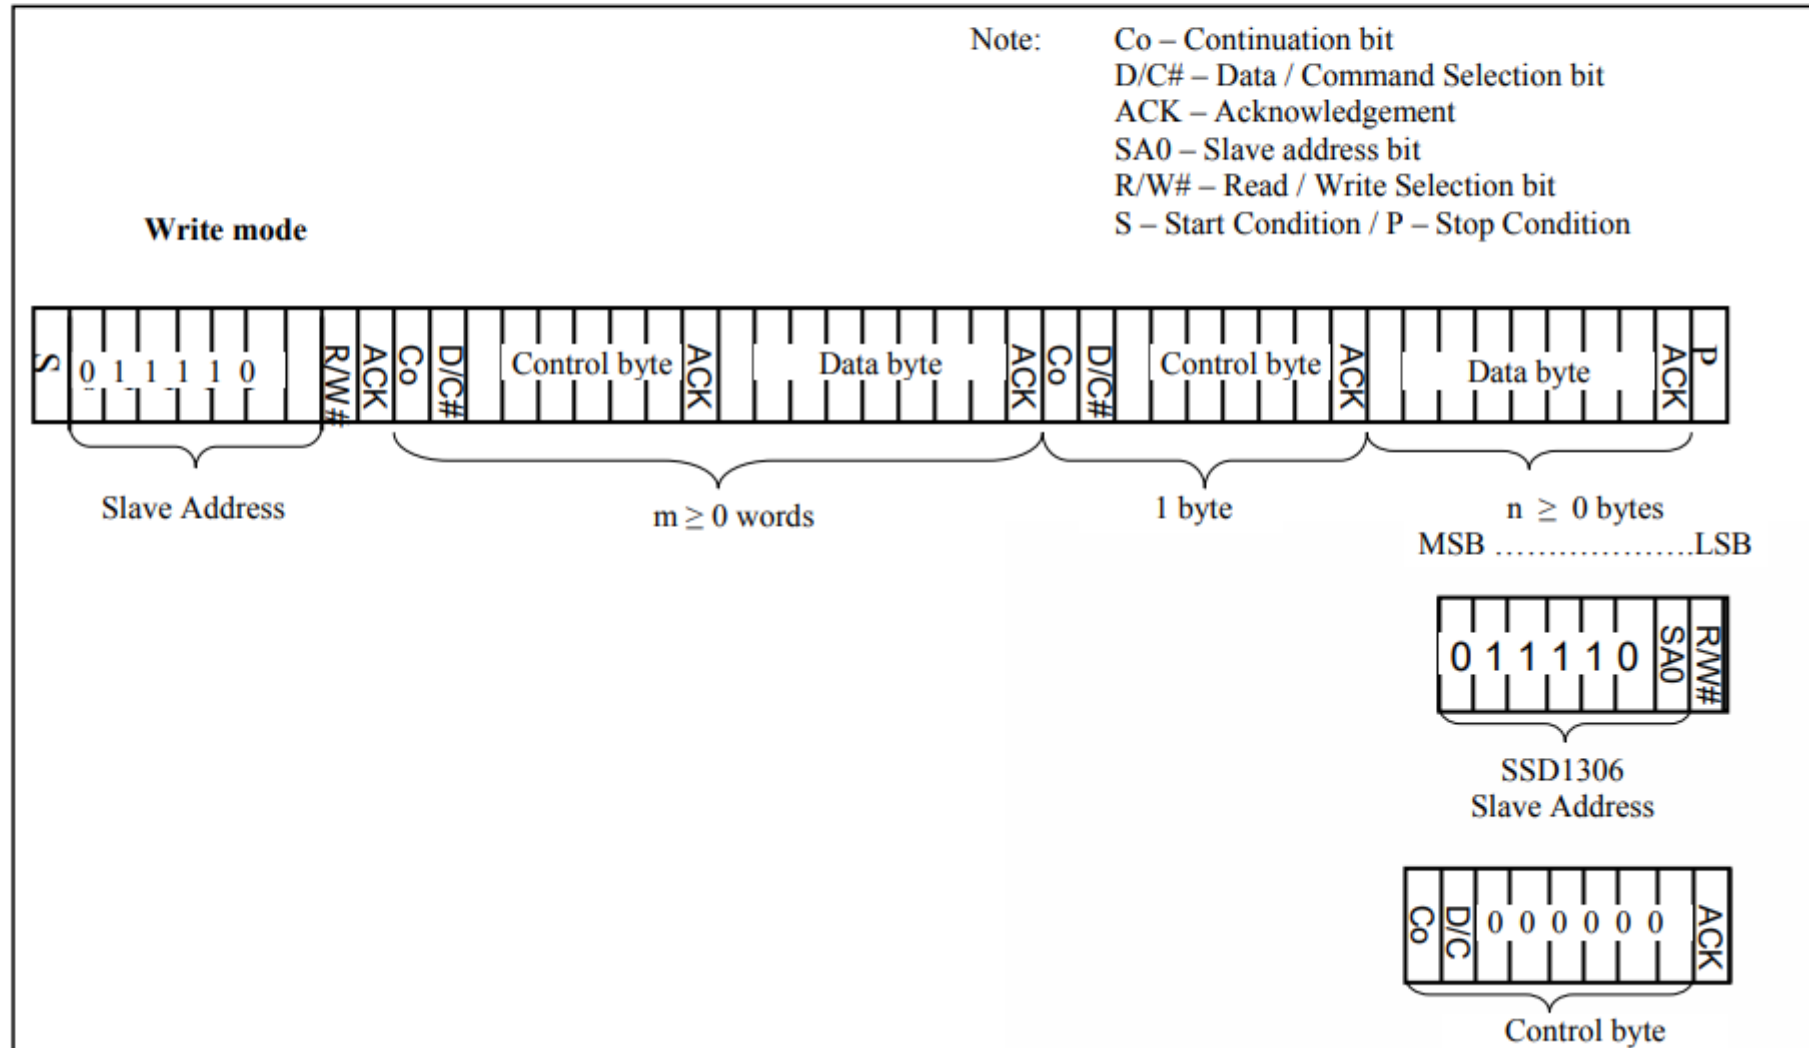 Note: Co – Continuation bit
D/C# – Data / Command Selection bit
ACK – Acknowledgement
SA0 – Slave address bit
R/W# – Read / Write Selection bit
S – Start Condition / P – Stop Condition
Write mode
S 0 1 1 1 1 0 R/W# ACK Co D/C# Control byte ACK Data byte ACK Co D/C# Control byte ACK Data byte ACK P
Slave Address m ≥ 0 words 1 byte n ≥ 0 bytes
MSB ………………….LSB
0 1 1 1 1 0 SA0 R/W#
SSD1306
Slave Address
Co D/C 0 0 0 0 0 0 ACK
Control byte